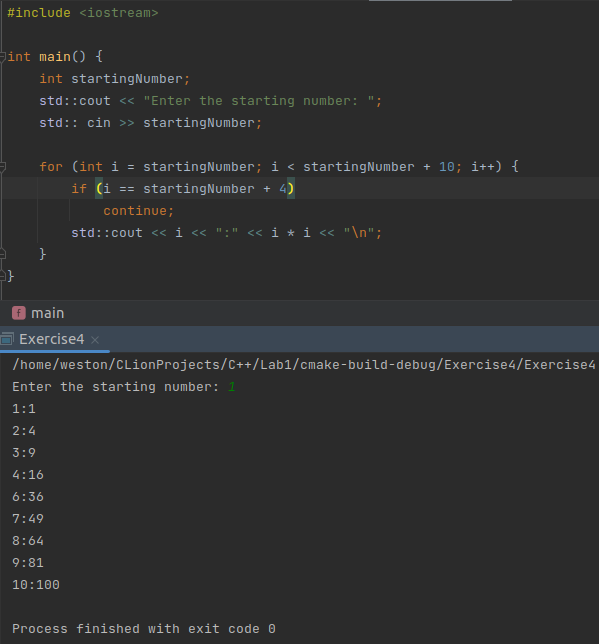 #include <iostream>
int main() {
    int startingNumber;
    std::cout << "Enter the starting number: ";
    std:: cin >> startingNumber;
    for (int i = startingNumber; i < startingNumber + 10; i++) {
        if (i == startingNumber + 4)
            continue;
        std::cout << i << ":" << i * i << "\n";
    }
}
f main
Exercise4 ×
/home/weston/CLionProjects/C++/Lab1/cmake-build-debug/Exercise4/Exercise4
Enter the starting number: 1
1:1
2:4
3:9
4:16
6:36
7:49
8:64
9:81
10:100
Process finished with exit code 0